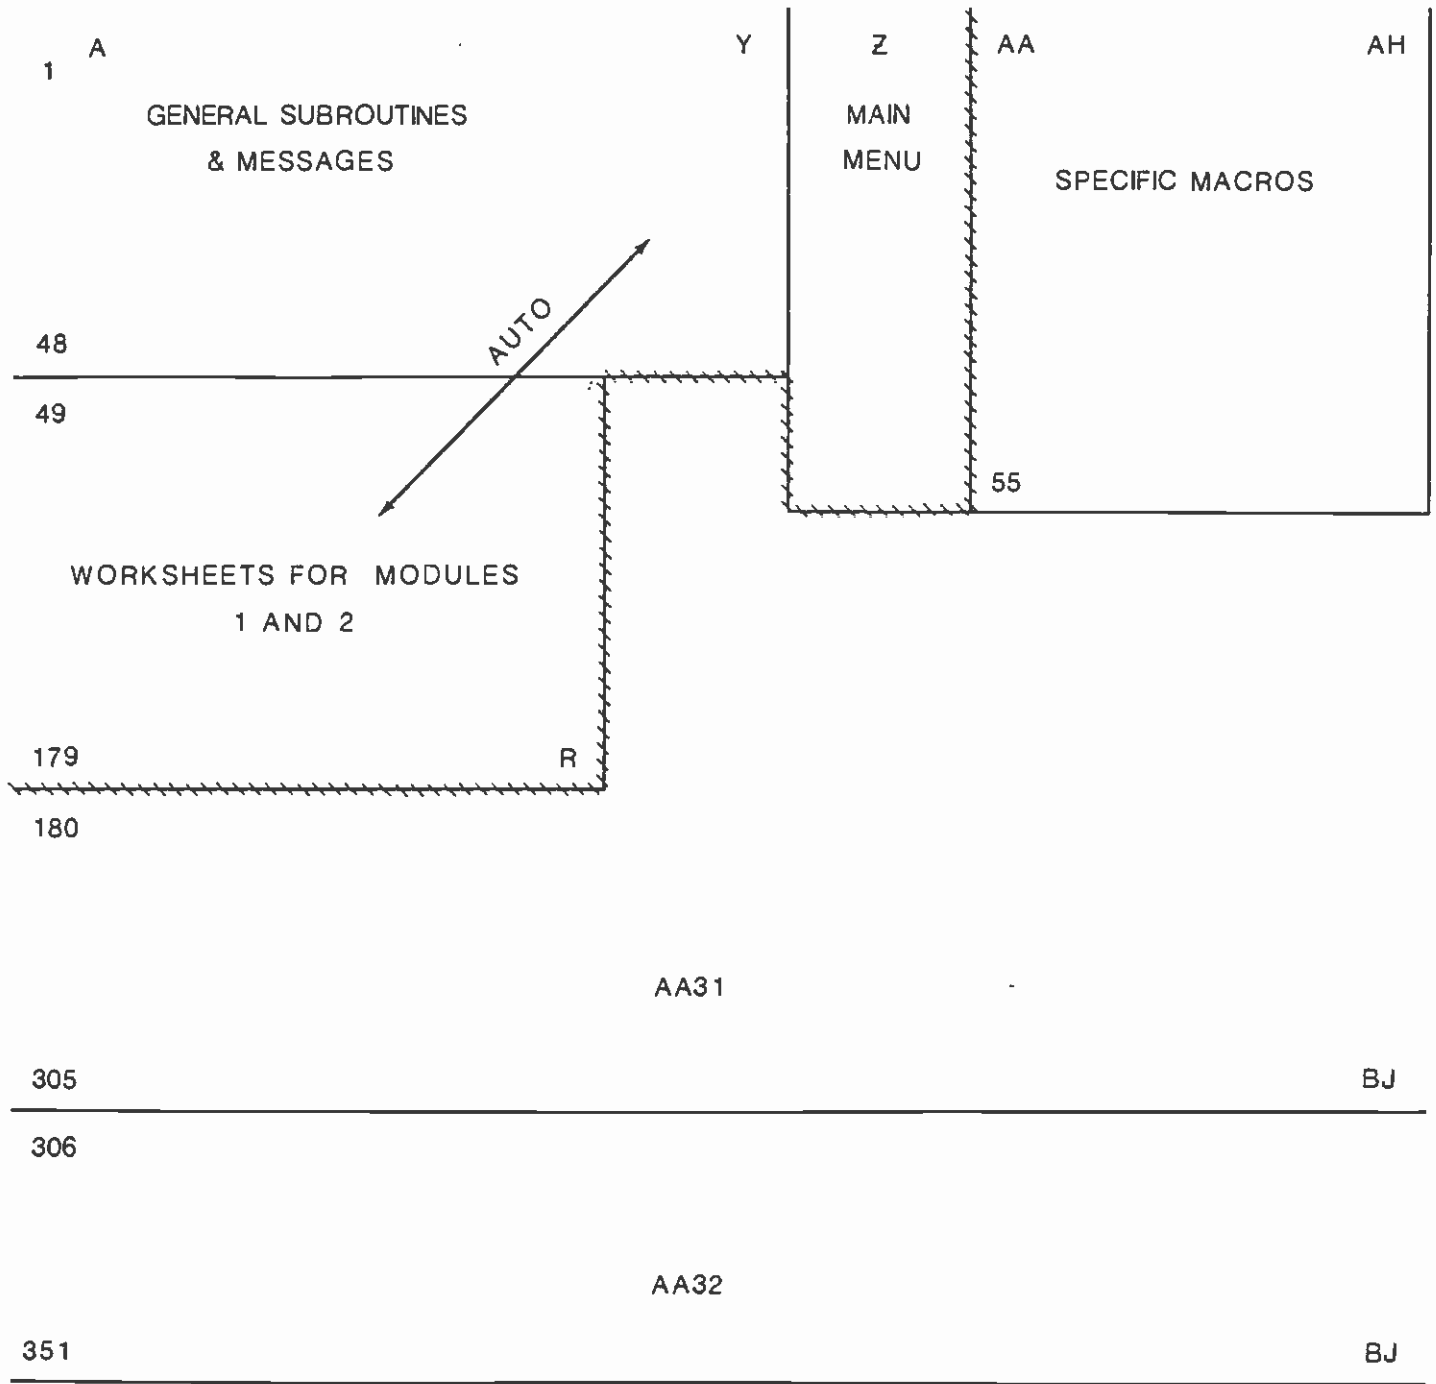 A
Y
Z
AA
AH
1
GENERAL SUBROUTINES
& MESSAGES
MAIN
MENU
SPECIFIC MACROS
AUTO
48
49
55
WORKSHEETS FOR MODULES
1 AND 2
179
R
180
AA31
305
BJ
306
AA32
351
BJ